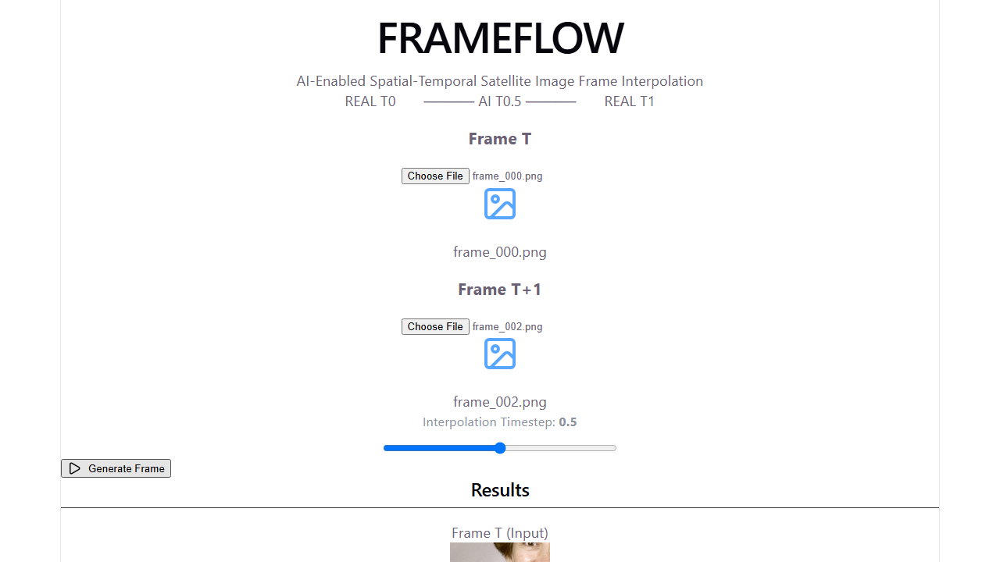 FRAMEFLOW
AI-Enabled Spatial-Temporal Satellite Image Frame Interpolation
REAL T0 ——— AI T0.5 ——— REAL T1
Frame T
Choose File frame_000.png
frame_000.png
Frame T+1
Choose File frame_002.png
frame_002.png
Interpolation Timestep: 0.5
Generate Frame
Results
Frame T (Input)